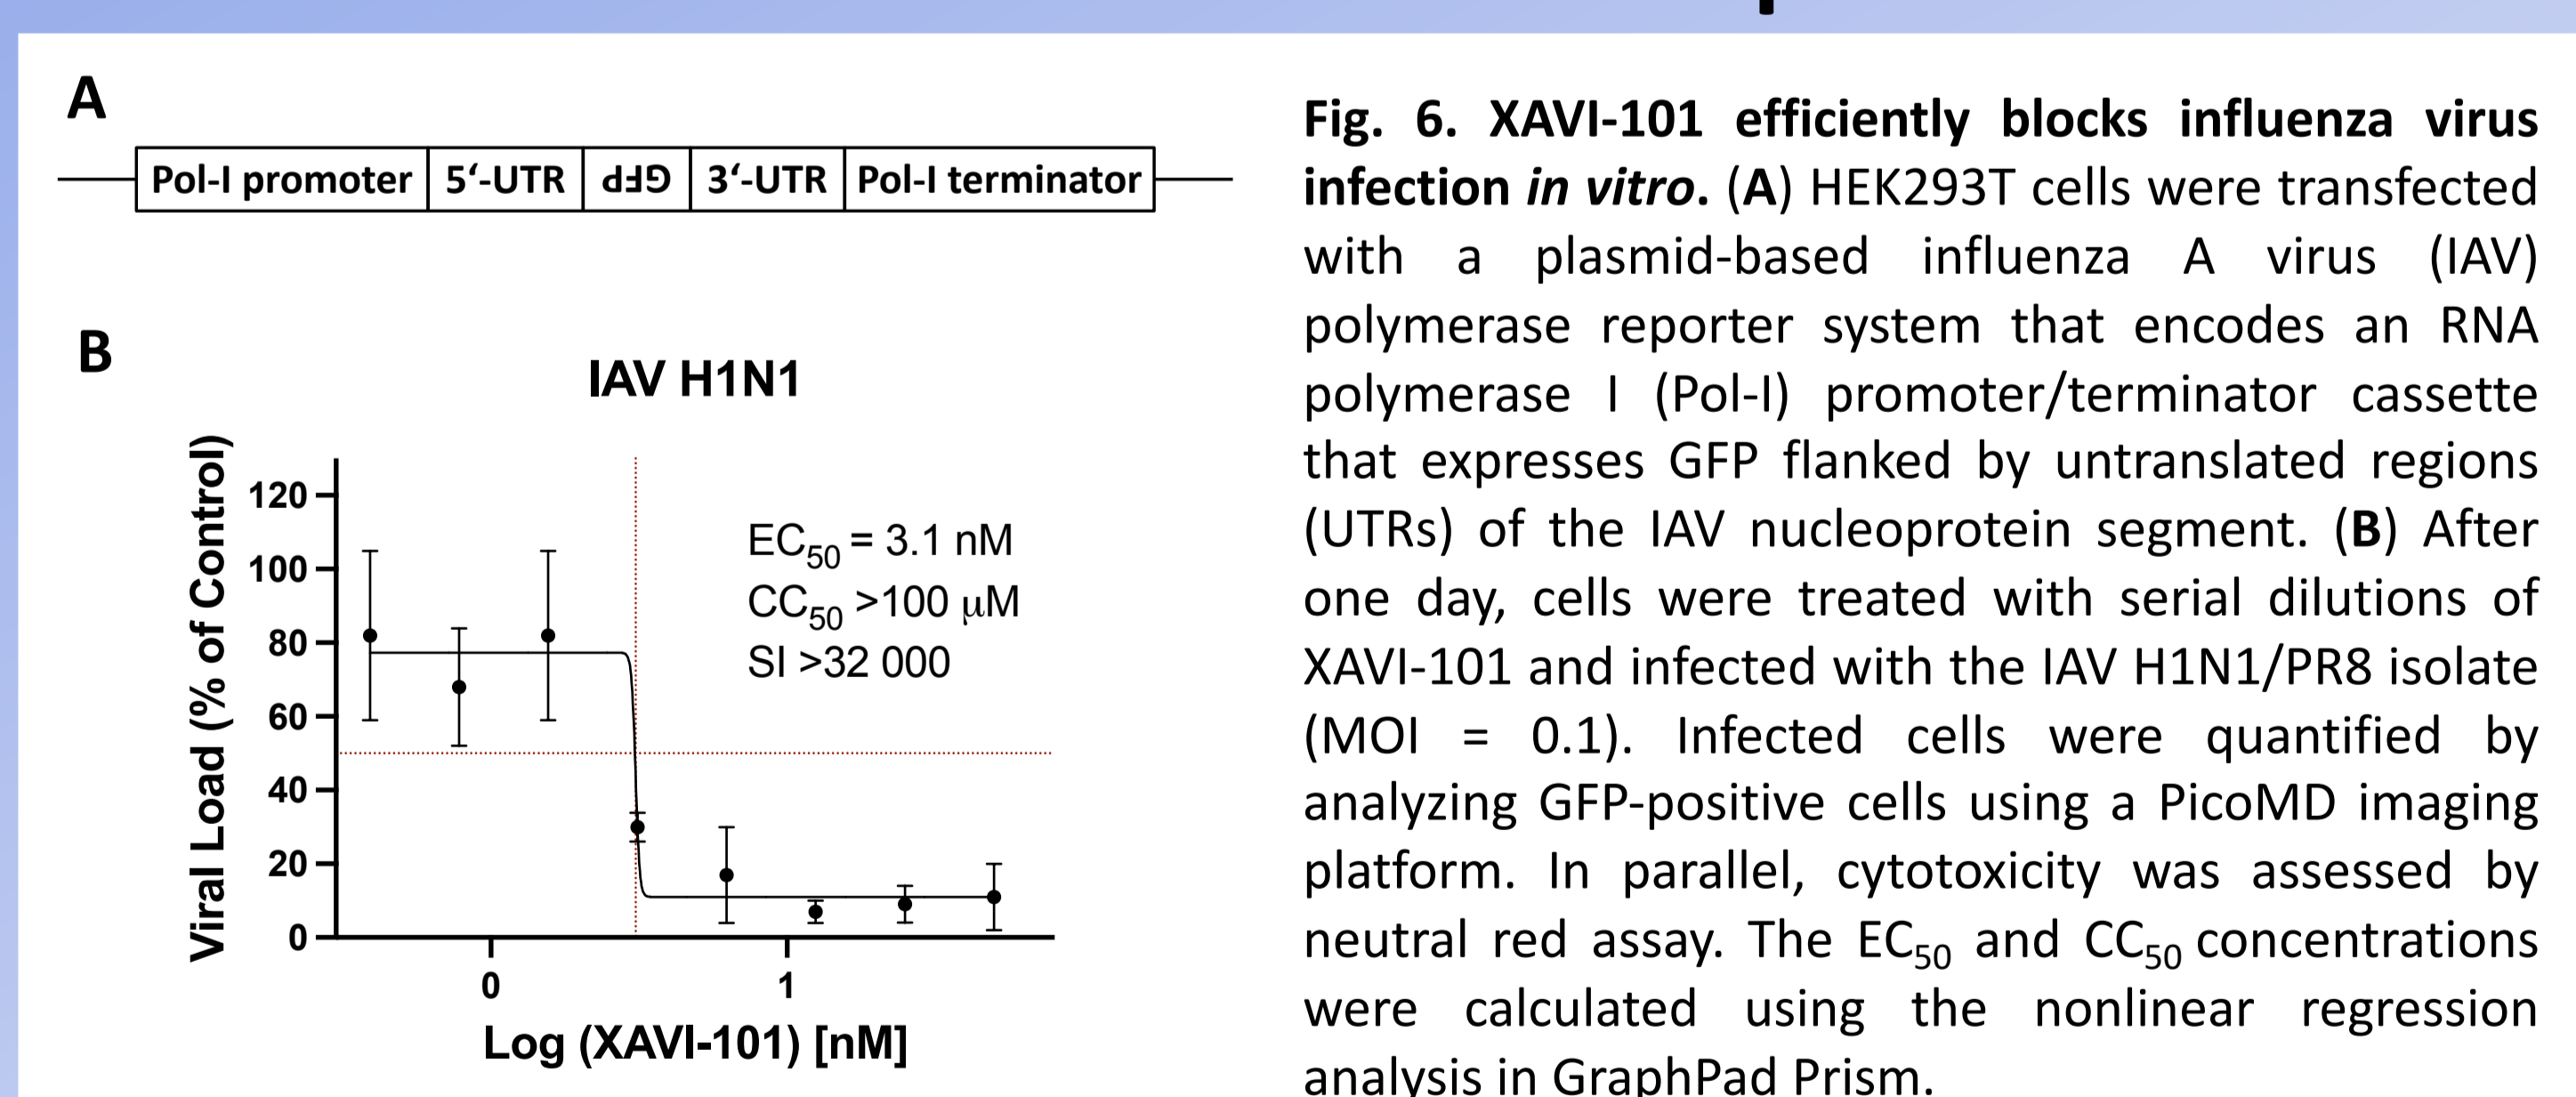 A
Pol-I promoter 5‘-UTR GFP 3‘-UTR Pol-I terminator
B
IAV H1N1
Viral Load (% of Control)
120
100
80
60
40
20
0
EC50 = 3.1 nM
CC50 >100 µM
SI >32 000
0 1
Log (XAVI-101) [nM]
Fig. 6. XAVI-101 efficiently blocks influenza virus
infection in vitro. (A) HEK293T cells were transfected
with a plasmid-based influenza A virus (IAV)
polymerase reporter system that encodes an RNA
polymerase I (Pol-I) promoter/terminator cassette
that expresses GFP flanked by untranslated regions
(UTRs) of the IAV nucleoprotein segment. (B) After
one day, cells were treated with serial dilutions of
XAVI-101 and infected with the IAV H1N1/PR8 isolate
(MOI = 0.1). Infected cells were quantified by
analyzing GFP-positive cells using a PicoMD imaging
platform. In parallel, cytotoxicity was assessed by
neutral red assay. The EC50 and CC50 concentrations
were calculated using the nonlinear regression
analysis in GraphPad Prism.